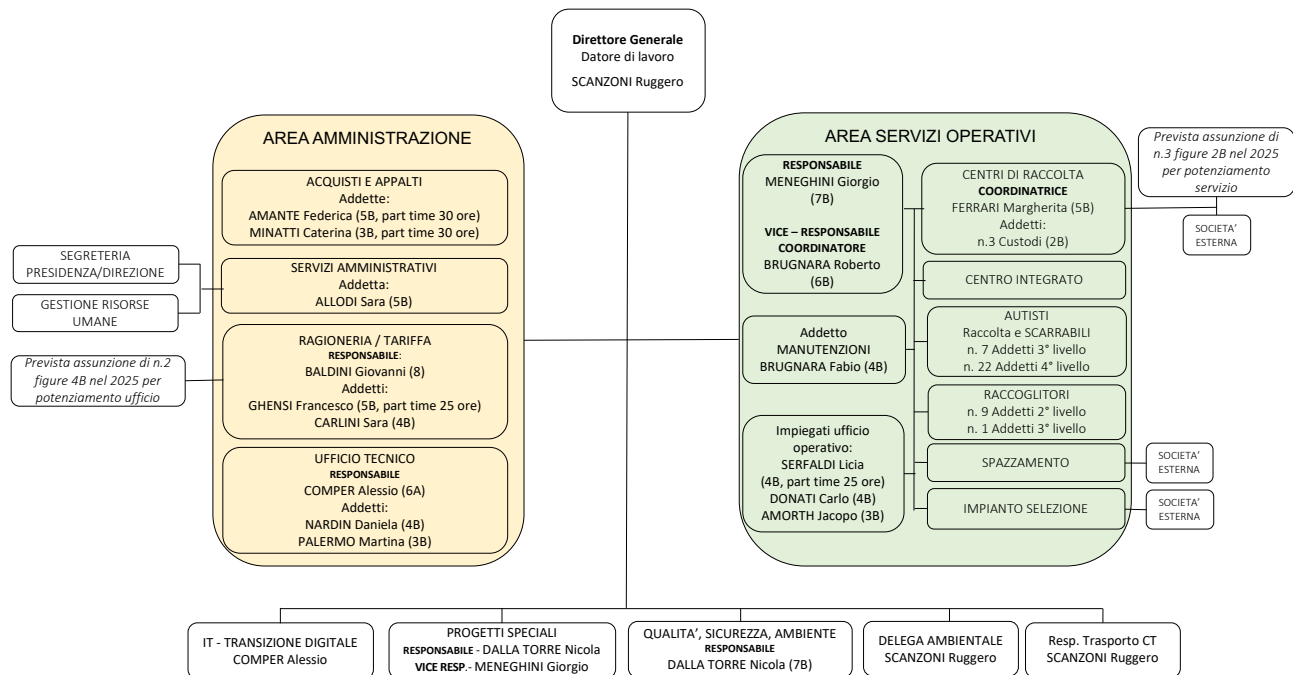 Direttore Generale
Datore di lavoro
SCANZONI Ruggero
AREA AMMINISTRAZIONE
ACQUISTI E APPALTI
Addette:
AMANTE Federica (5B, part time 30 ore)
MINATTI Caterina (3B, part time 30 ore)
SEGRETERIA
PRESIDENZA/DIREZIONE
GESTIONE RISORSE
UMANE
SERVIZI AMMINISTRATIVI
Addetta:
ALLODI Sara (5B)
RAGIONERIA / TARIFFA
RESPONSABILE:
BALDINI Giovanni (8)
Addetti:
GHENSI Francesco (5B, part time 25 ore)
CARLINI Sara (4B)
Prevista assunzione di n.2
figure 4B nel 2025 per
potenziamento ufficio
UFFICIO TECNICO
RESPONSABILE
COMPER Alessio (6A)
Addetti:
NARDIN Daniela (4B)
PALERMO Martina (3B)
AREA SERVIZI OPERATIVI
RESPONSABILE
MENEGHINI Giorgio
(7B)
VICE – RESPONSABILE
COORDINATORE
BRUGNARA Roberto
(6B)
Addetto
MANUTENZIONI
BRUGNARA Fabio (4B)
Impiegati ufficio
operativo:
SERFALDI Licia
(4B, part time 25 ore)
DONATI Carlo (4B)
AMORTH Jacopo (3B)
CENTRI DI RACCOLTA
COORDINATRICE
FERRARI Margherita (5B)
Addetti:
n.3 Custodi (2B)
CENTRO INTEGRATO
AUTISTI
Raccolta e SCARRABILI
n. 7 Addetti 3° livello
n. 22 Addetti 4° livello
RACCOGLITORI
n. 9 Addetti 2° livello
n. 1 Addetti 3° livello
SPAZZAMENTO
IMPIANTO SELEZIONE
Prevista assunzione di
n.3 figure 2B nel 2025
per potenziamento
servizio
SOCIETA'
ESTERNA
SOCIETA'
ESTERNA
SOCIETA'
ESTERNA
IT - TRANSIZIONE DIGITALE
COMPER Alessio
PROGETTI SPECIALI
RESPONSABILE - DALLA TORRE Nicola
VICE RESP.- MENEGHINI Giorgio
QUALITA', SICUREZZA, AMBIENTE
RESPONSABILE
DALLA TORRE Nicola (7B)
DELEGA AMBIENTALE
SCANZONI Ruggero
Resp. Trasporto CT
SCANZONI Ruggero